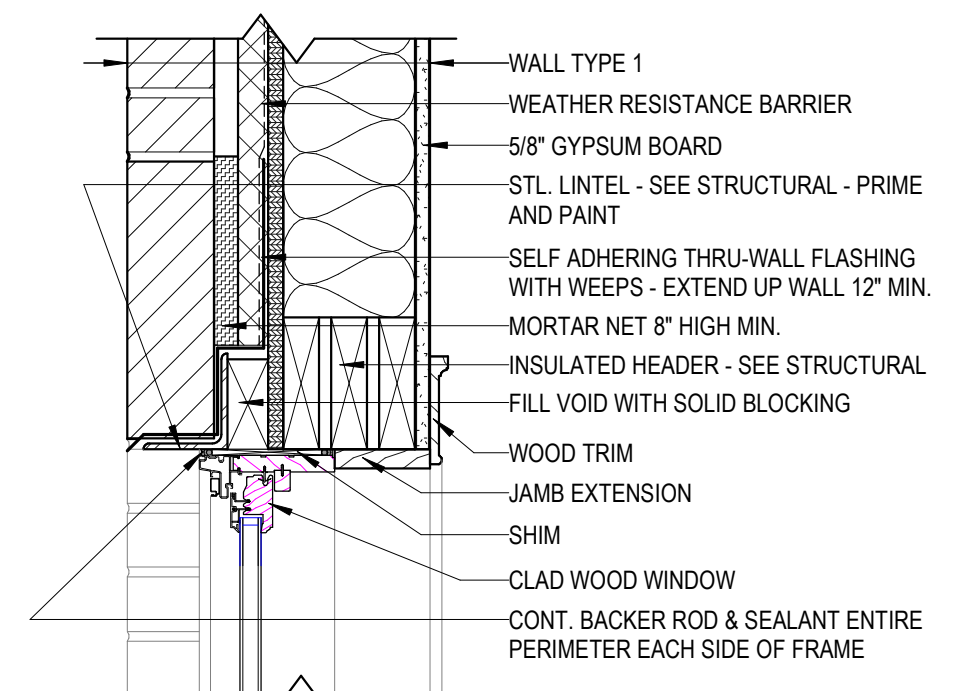 WALL TYPE 1
WEATHER RESISTANCE BARRIER
5/8" GYPSUM BOARD
STL. LINTEL - SEE STRUCTURAL - PRIME
AND PAINT
SELF ADHERING THRU-WALL FLASHING
WITH WEEPS - EXTEND UP WALL 12" MIN.
MORTAR NET 8" HIGH MIN.
INSULATED HEADER - SEE STRUCTURAL
FILL VOID WITH SOLID BLOCKING
WOOD TRIM
JAMB EXTENSION
SHIM
CLAD WOOD WINDOW
CONT. BACKER ROD & SEALANT ENTIRE
PERIMETER EACH SIDE OF FRAME